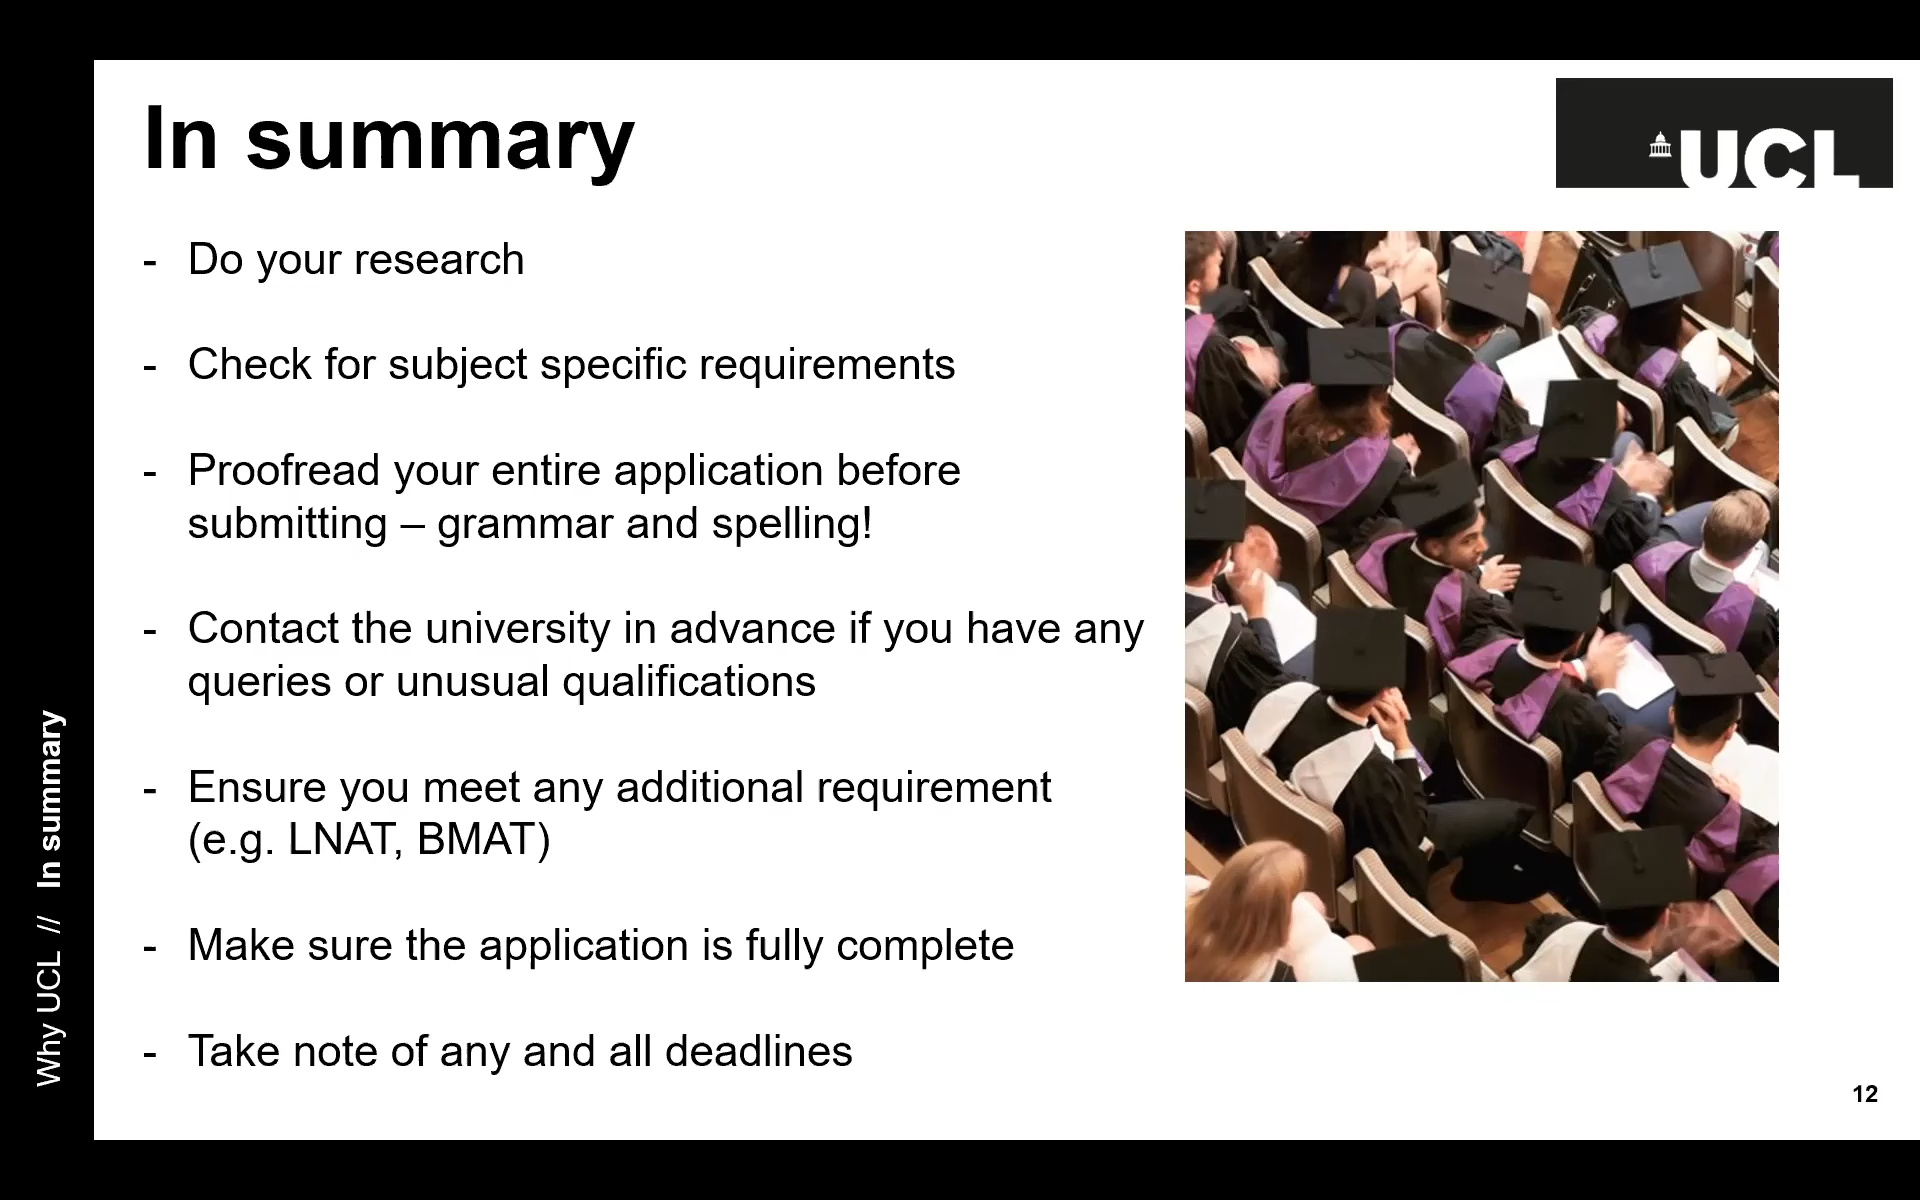 In summary
UCL
- Do your research
- Check for subject specific requirements
- Proofread your entire application before
submitting – grammar and spelling!
- Contact the university in advance if you have any
queries or unusual qualifications
- Ensure you meet any additional requirement
(e.g. LNAT, BMAT)
- Make sure the application is fully complete
- Take note of any and all deadlines
Why UCL // In summary
12